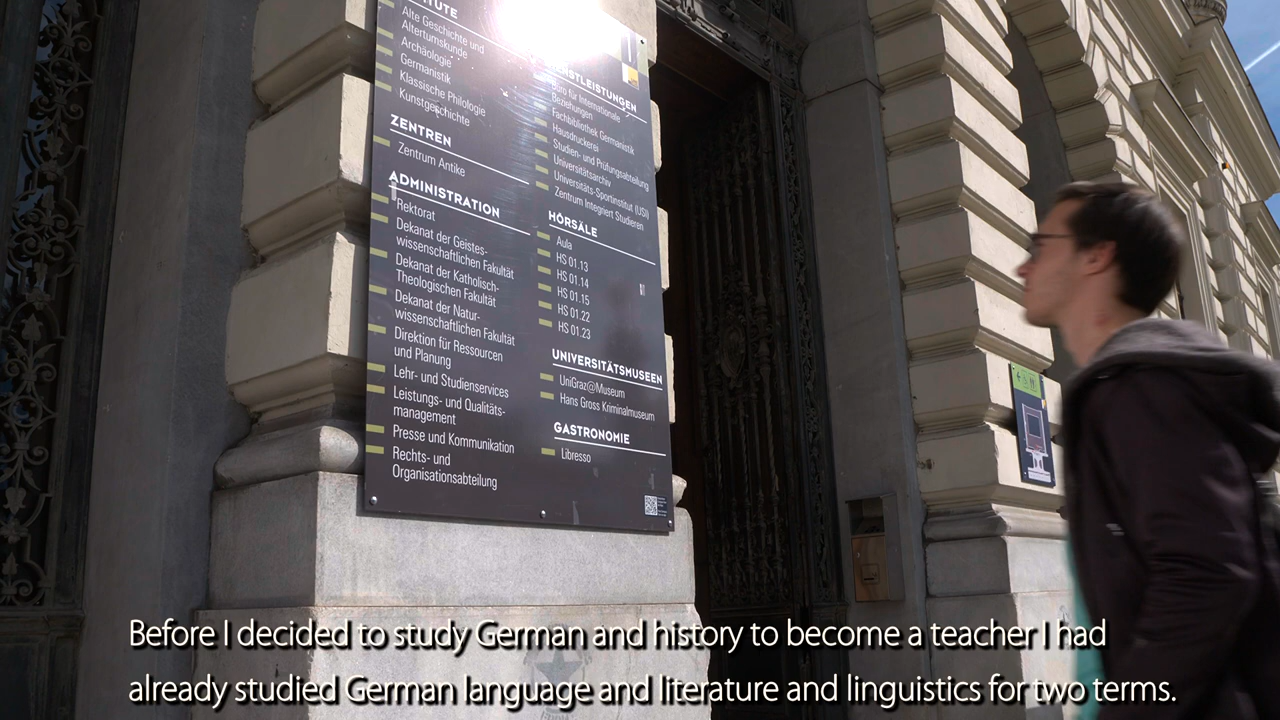 Alte Geschichte und
Altertumskunde
Archäologie
Germanistik
Klassische Philologie
Kunstgeschichte
ZENTREN
Zentrum Antike
ADMINISTRATION
Rektorat
Dekanat der Geistes-
wissenschaftlichen Fakultät
Dekanat der Katholisch-
Theologischen Fakultät
Dekanat der Natur-
wissenschaftlichen Fakultät
Direktion für Ressourcen
und Planung
Lehr- und Studienservices
Leistungs- und Qualitäts-
management
Presse und Kommunikation
Rechts- und
Organisationsabteilung
Büro für Internationale
Beziehungen
Fachbibliothek Germanistik
Hausdruckerei
Studien- und Prüfungsabteilung
Universitätsarchiv
Universitäts-Sportinstitut (USI)
Zentrum Integriert Studieren
HÖRSÄLE
Aula
HS 01.13
HS 01.14
HS 01.15
HS 01.22
HS 01.23
UNIVERSITÄTSMUSEEN
UniGraz@Museum
Hans Gross Kriminalmuseum
GASTRONOMIE
Libresso
Before I decided to study German and history to become a teacher I had
already studied German language and literature and linguistics for two terms.